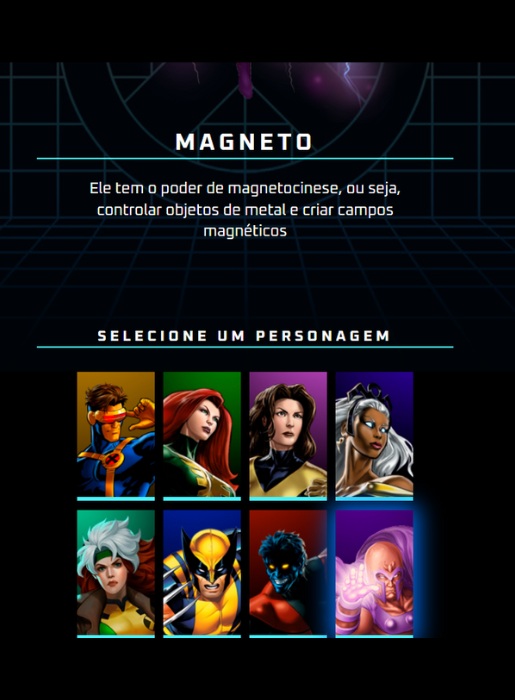 MAGNETO
Ele tem o poder de magnetocinese, ou seja,
controlar objetos de metal e criar campos
magnéticos
SELECIONE UM PERSONAGEM